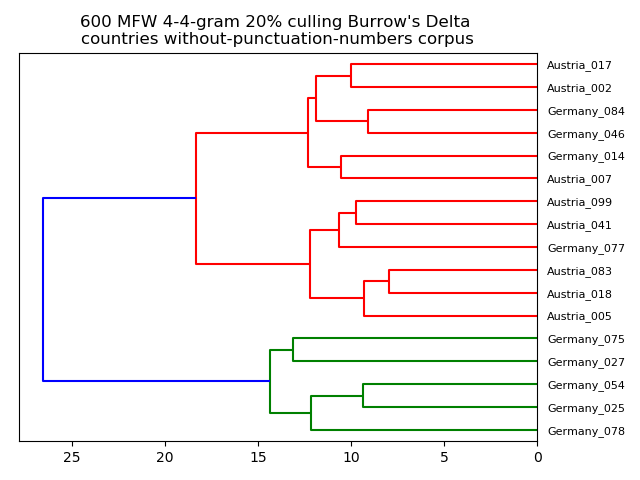 600 MFW 4-4-gram 20% culling Burrow's Delta
countries without-punctuation-numbers corpus
Austria_017
Austria_002
Germany_084
Germany_046
Germany_014
Austria_007
Austria_099
Austria_041
Germany_077
Austria_083
Austria_018
Austria_005
Germany_075
Germany_027
Germany_054
Germany_025
Germany_078
25 20 15 10 5 0